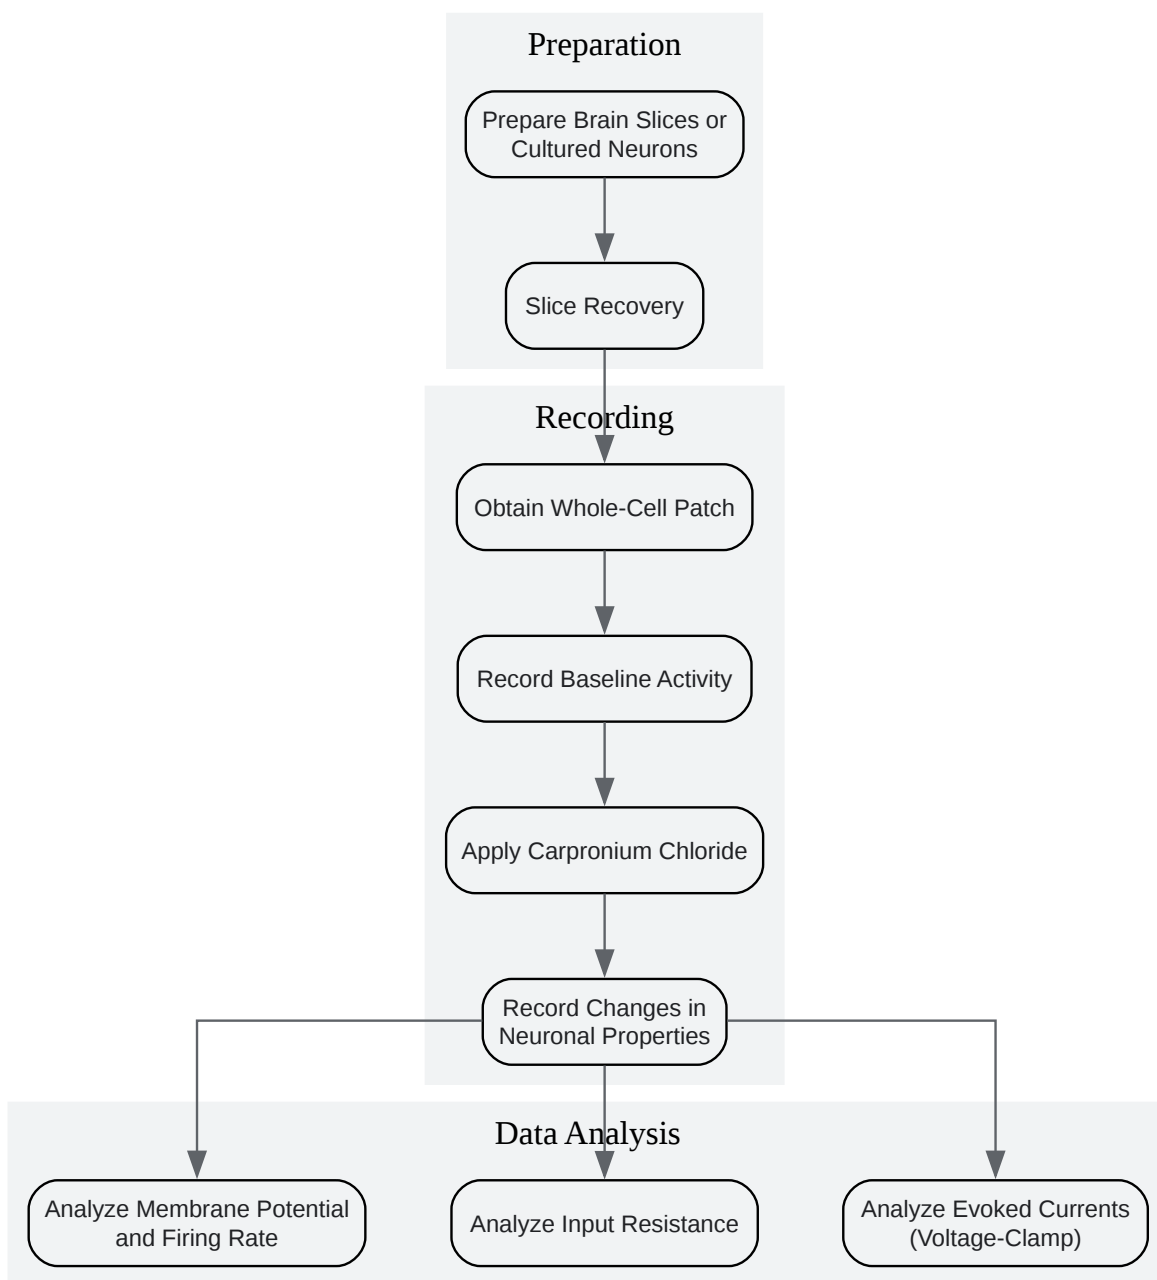 Preparation
Prepare Brain Slices or
Cultured Neurons
Slice Recovery
Recording
Obtain Whole-Cell Patch
Record Baseline Activity
Apply Carpronium Chloride
Record Changes in
Neuronal Properties
Data Analysis
Analyze Membrane Potential
and Firing Rate
Analyze Input Resistance
Analyze Evoked Currents
(Voltage-Clamp)